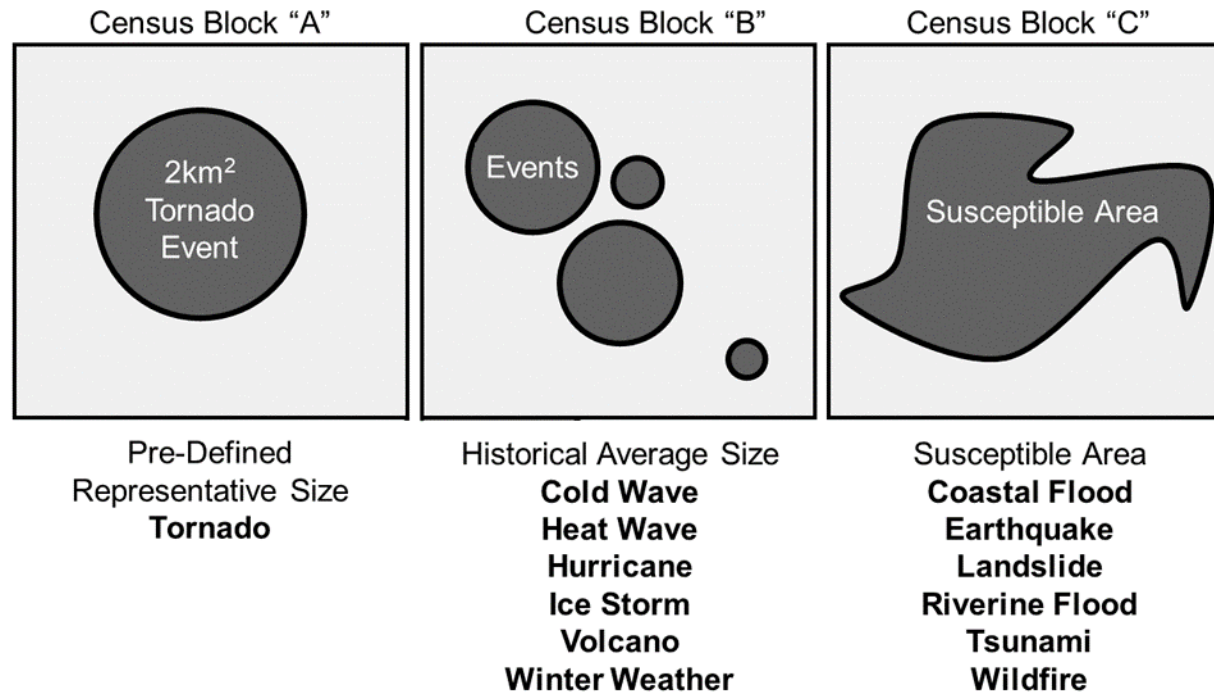 Census Block “A”
2km²
Tornado
Event
Pre-Defined
Representative Size
Tornado
Census Block “B”
Events
Historical Average Size
Cold Wave
Heat Wave
Hurricane
Ice Storm
Volcano
Winter Weather
Census Block “C”
Susceptible Area
Susceptible Area
Coastal Flood
Earthquake
Landslide
Riverine Flood
Tsunami
Wildfire